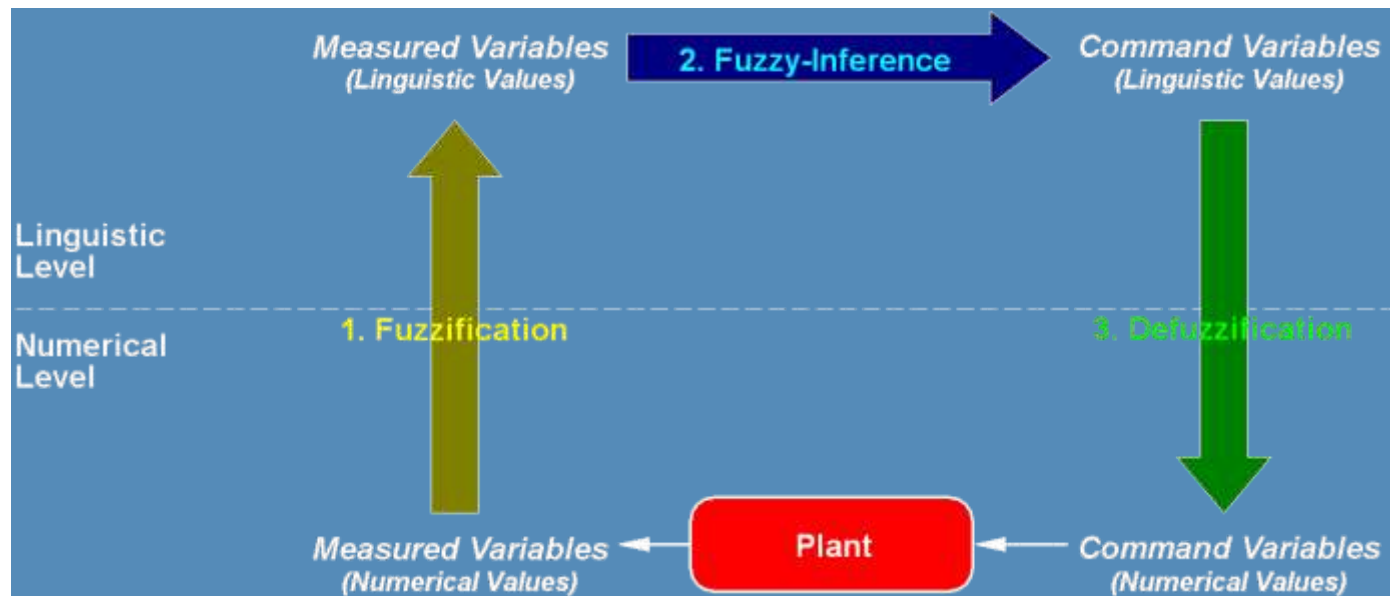 Measured Variables
(Linguistic Values)
2. Fuzzy-Inference
Command Variables
(Linguistic Values)
Linguistic
Level
1. Fuzzification
3. Defuzzification
Numerical
Level
Measured Variables
(Numerical Values)
Plant
Command Variables
(Numerical Values)